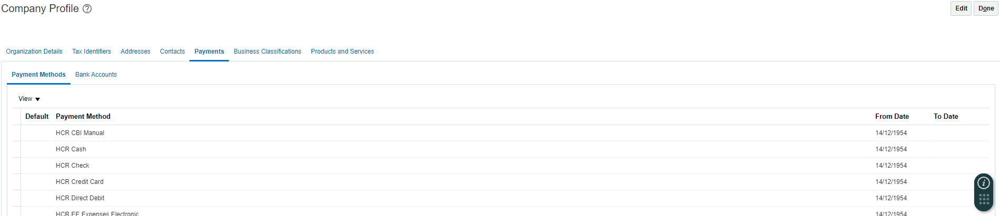 Company Profile ?
Edit Done
Organization Details Tax Identifiers Addresses Contacts Payments Business Classifications Products and Services
Payment Methods Bank Accounts
View
Default Payment Method From Date To Date
HCR CBI Manual 14/12/1954
HCR Cash 14/12/1954
HCR Check 14/12/1954
HCR Credit Card 14/12/1954
HCR Direct Debit 14/12/1954
HCR EE Expenses Electronic 14/12/1954